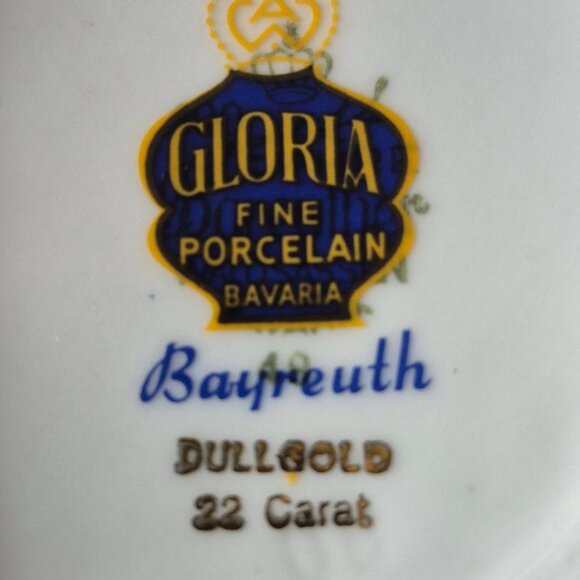 GLORIA
FINE
PORCELAIN
BAVARIA
Bayreuth
DULLGOLD
22 Carat